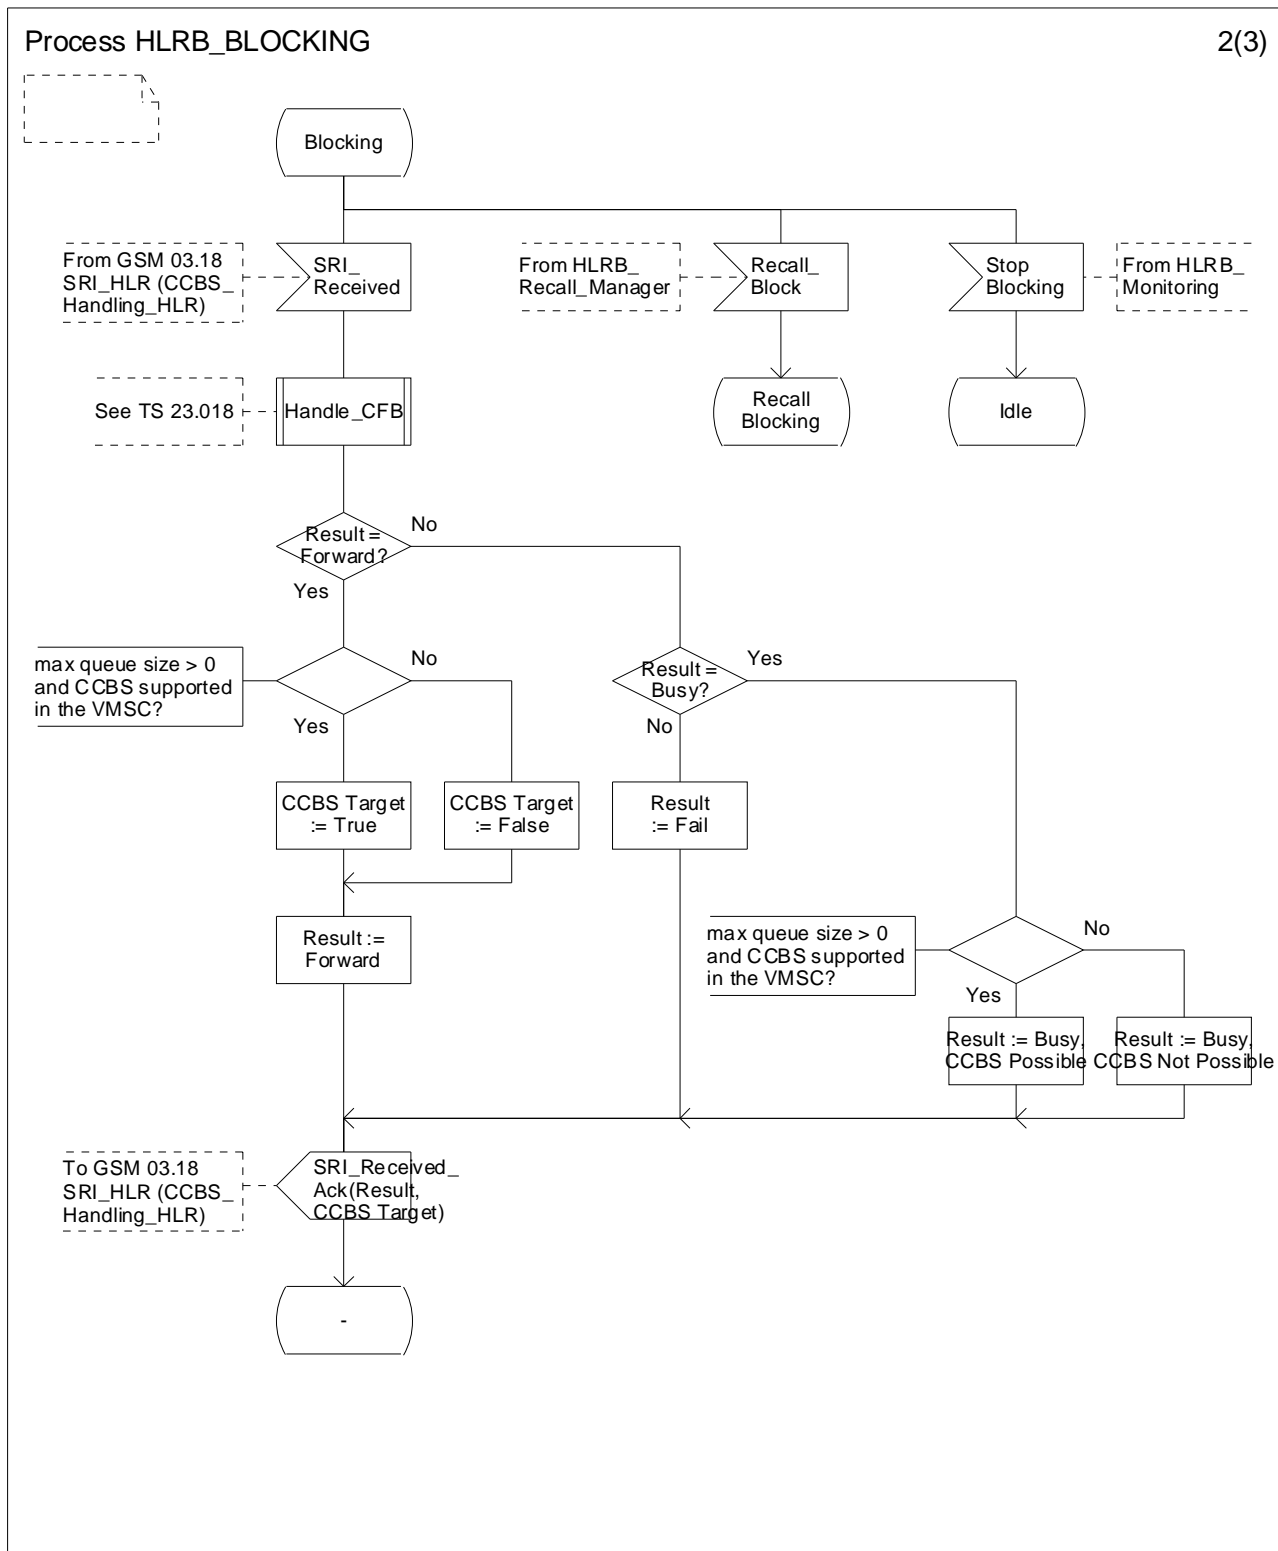 Process HLRB_BLOCKING
2(3)
Blocking
From GSM 03.18
SRI_HLR (CCBS_
Handling_HLR)
SRI_
Received
From HLRB_
Recall_Manager
Recall_
Block
Stop
Blocking
From HLRB_
Monitoring
See TS 23.018
Handle_CFB
Recall
Blocking
Idle
Result =
Forward?
No
Yes
max queue size > 0
and CCBS supported
in the VMSC?
No
Yes
Result =
Busy?
Yes
No
CCBS Target
:= True
CCBS Target
:= False
Result
:= Fail
Result :=
Forward
max queue size > 0
and CCBS supported
in the VMSC?
No
Yes
Result := Busy,
CCBS Possible
Result := Busy,
CCBS Not Possible
To GSM 03.18
SRI_HLR (CCBS_
Handling_HLR)
SRI_Received_
Ack(Result,
CCBS Target)
-